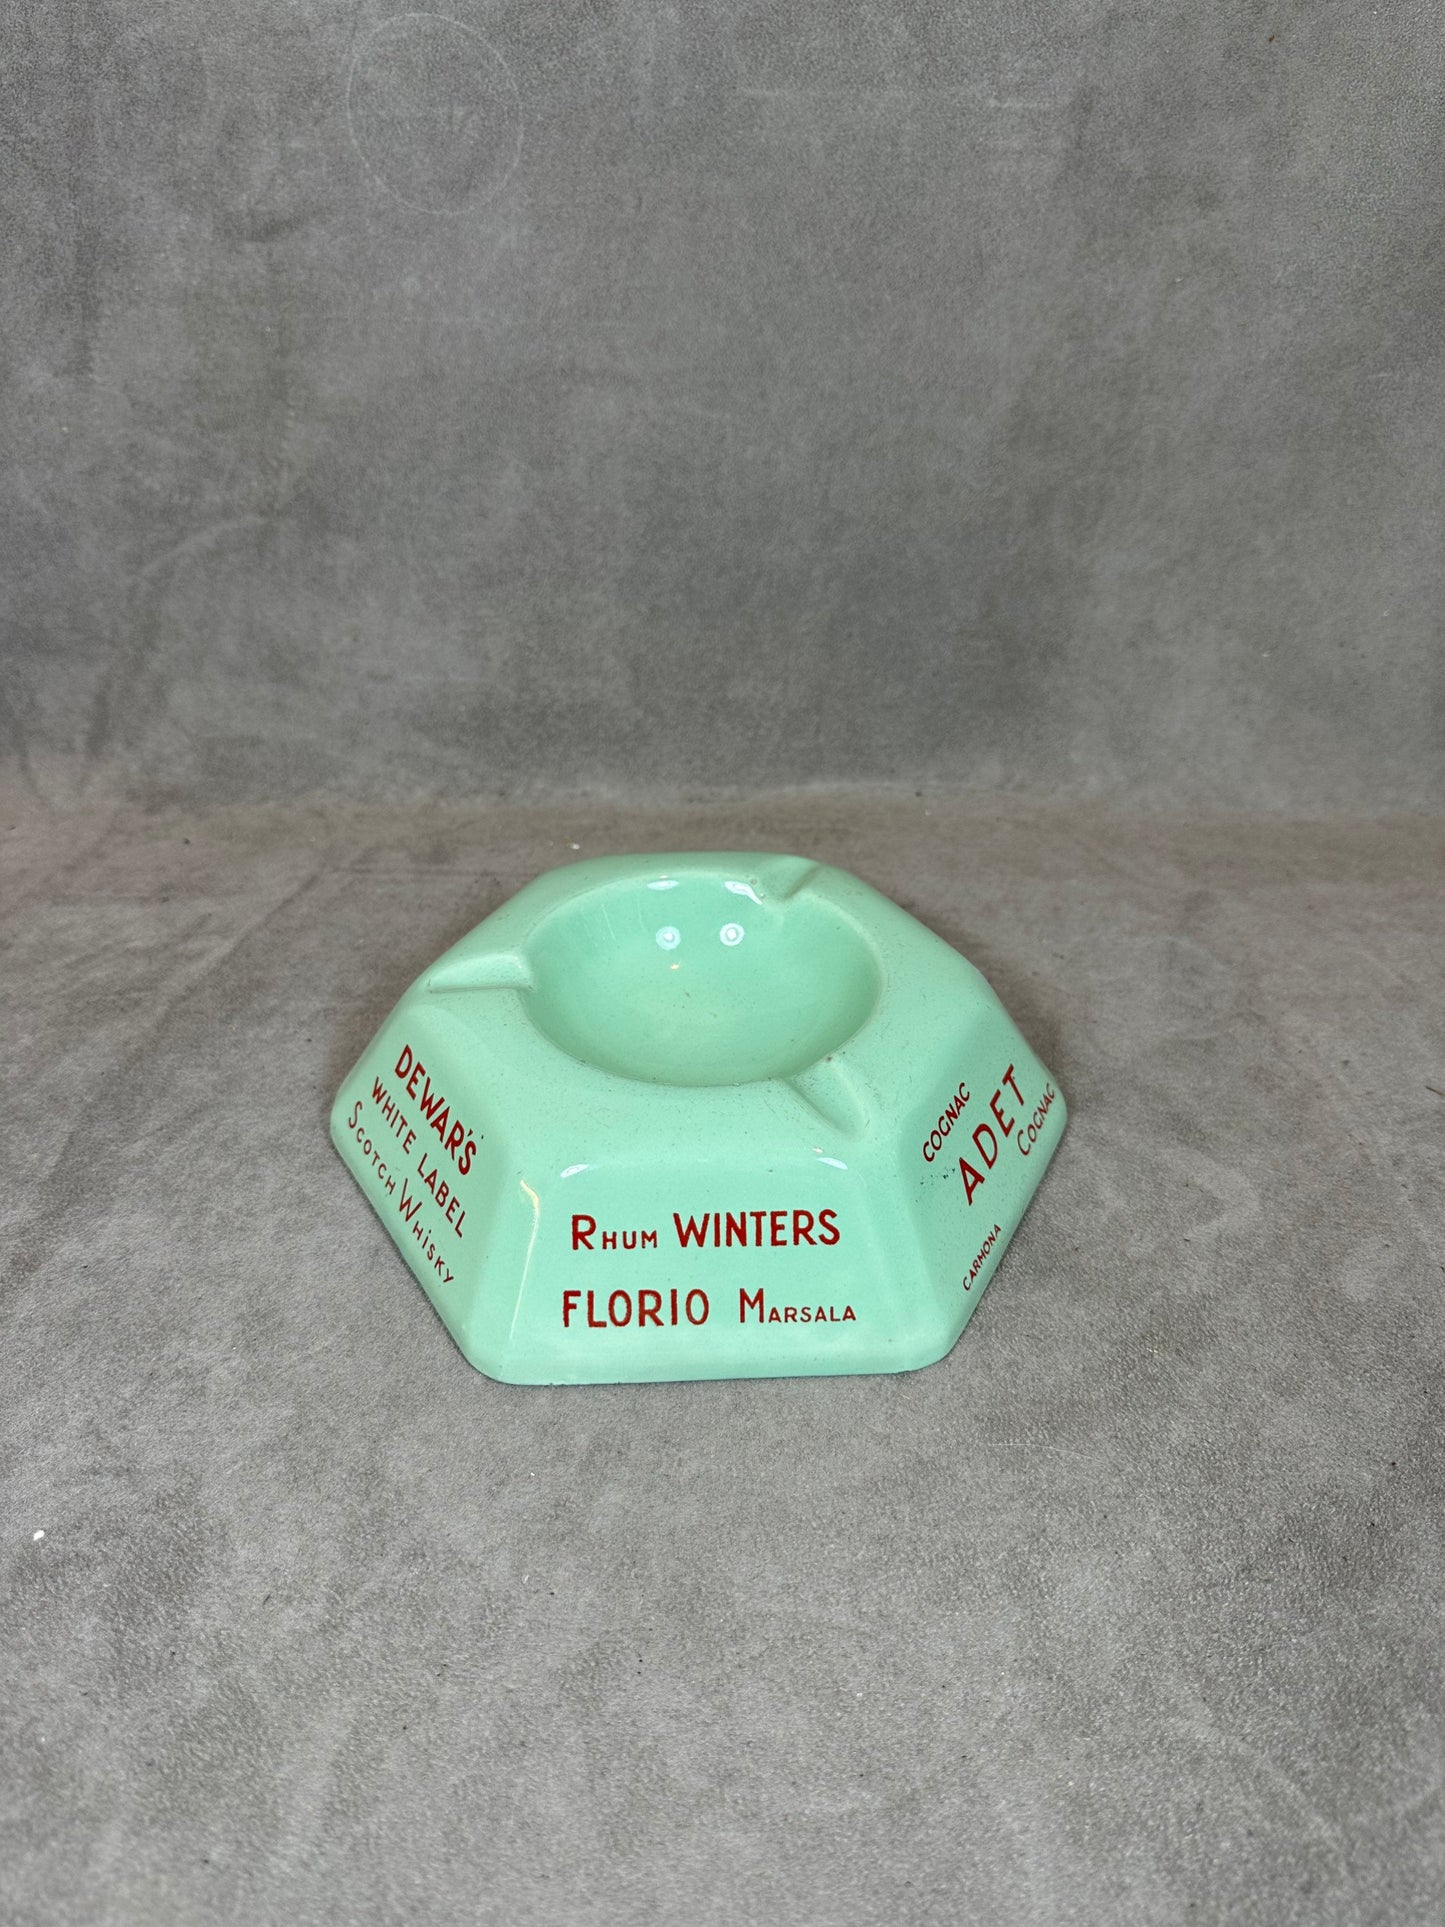 DEWAR'S
WHITE LABEL
SCOTCH WHiSKY
RHUM WINTERS
FLORIO MARSALA
COGNAC
ADET
COGNAC
CARMONA